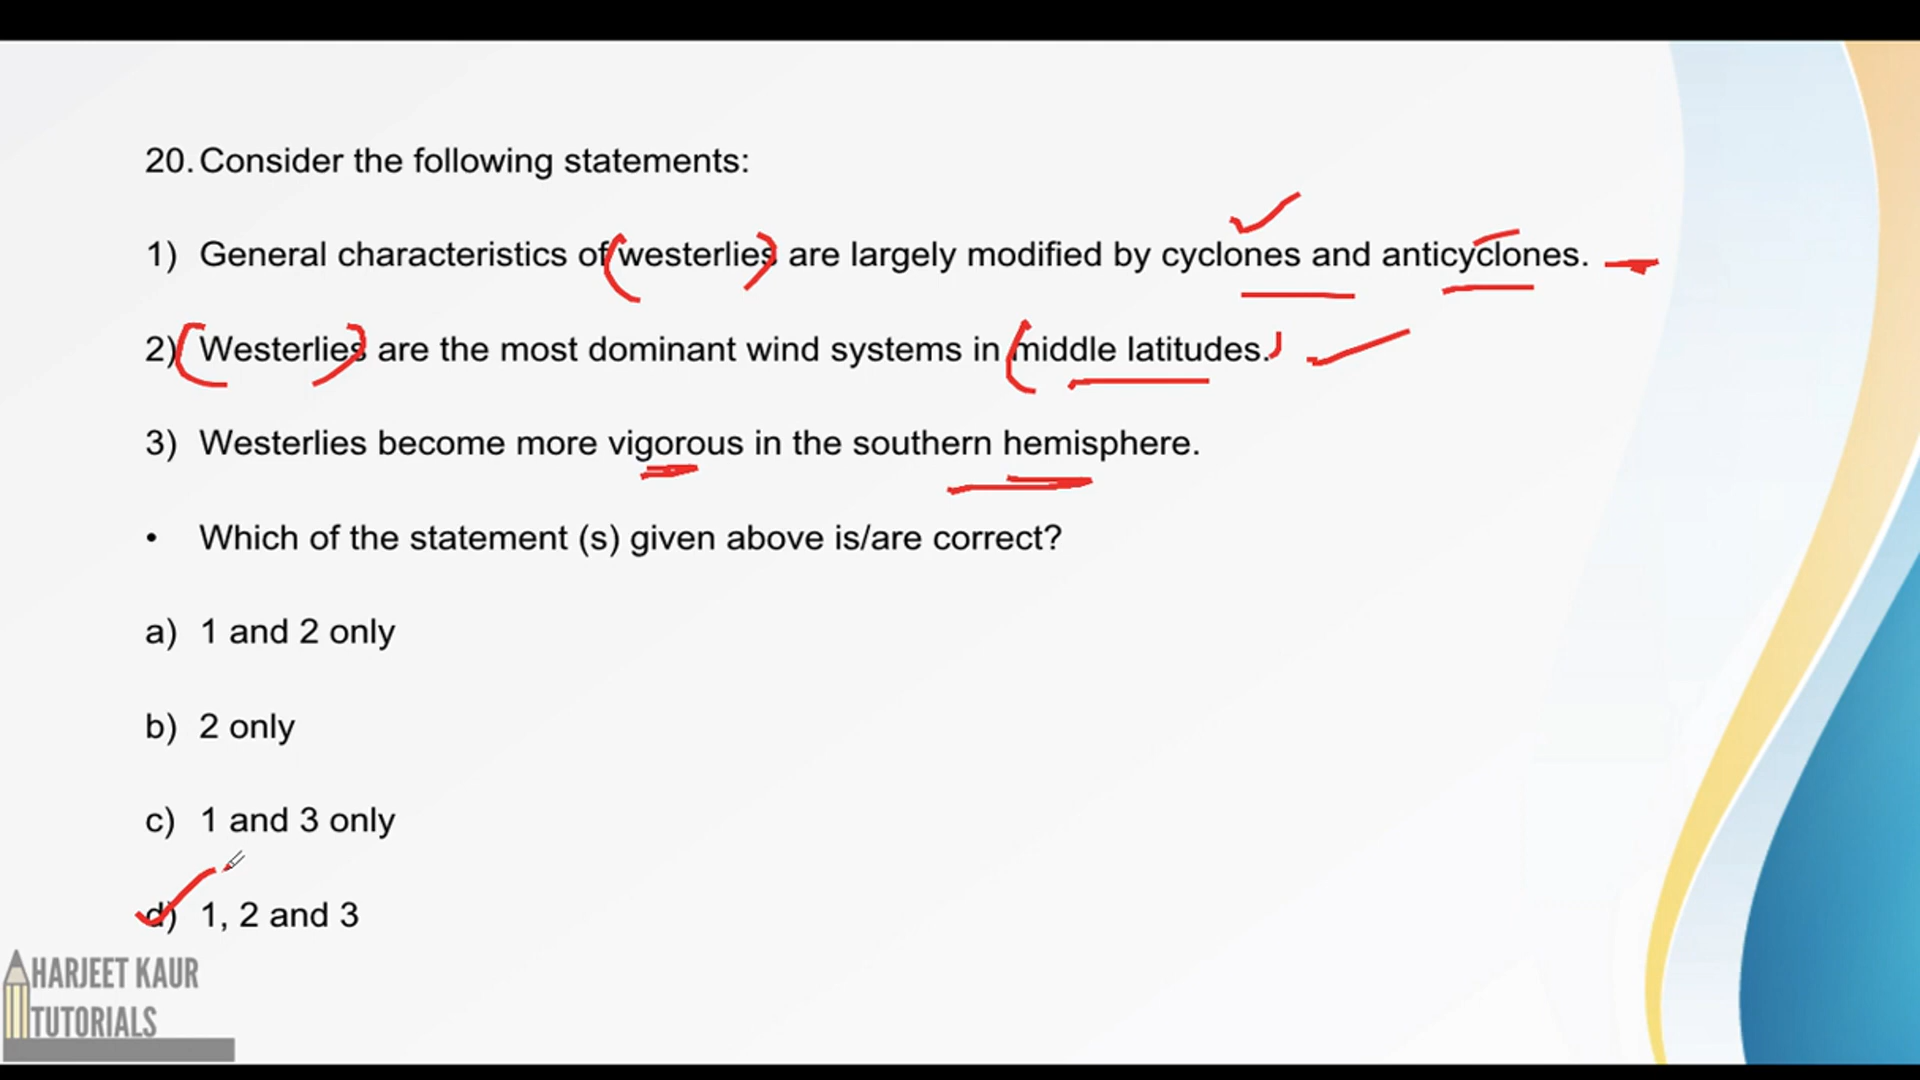 20. Consider the following statements:
1) General characteristics of westerlies are largely modified by cyclones and anticyclones.
2) Westerlies are the most dominant wind systems in middle latitudes.
3) Westerlies become more vigorous in the southern hemisphere.
• Which of the statement (s) given above is/are correct?
a) 1 and 2 only
b) 2 only
c) 1 and 3 only
d) 1, 2 and 3
HARJEET KAUR
TUTORIALS